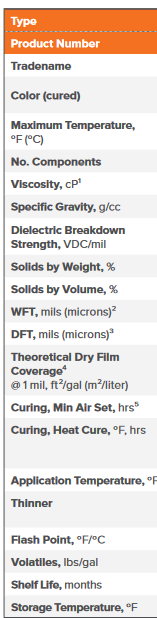 Type
Product Number
Tradename
Color (cured)
Maximum Temperature,
°F (°C)
No. Components
Viscosity, cP¹
Specific Gravity, g/cc
Dielectric Breakdown
Strength, VDC/mil
Solids by Weight, %
Solids by Volume, %
WFT, mils (microns)²
DFT, mils (microns)³
Theoretical Dry Film
Coverage⁴
@ 1 mil, ft²/gal (m²/liter)
Curing, Min Air Set, hrs⁵
Curing, Heat Cure, °F, hrs
Application Temperature, °F
Thinner
Flash Point, °F/°C
Volatiles, lbs/gal
Shelf Life, months
Storage Temperature, °F